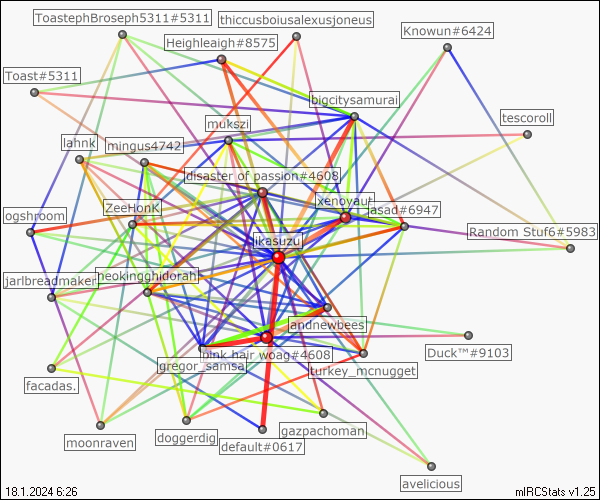 ToastephBroseph5311#5311
thiccusboiusalexusjoneus
Knowun#6424
Heighleaigh#8575
Toast#5311
bigcitysamurai
tescoroll
mukszi
lahnk
mingus4742
disaster of passion#4608
xenovaut
ZeeHonK
jasad#6947
ogshroom
Random Stuf6#5983
ikasuzu
jarlbreadmaker
heokingghidorah
andnewbees
pink hair woag#4608
Duck™#9103
gregor_samsa
turkey_mcnugget
facadas.
gazpachoman
moonraven
doggerdig
default#0617
avelicious
18.1.2024 6:26
mIRCStats v1.25